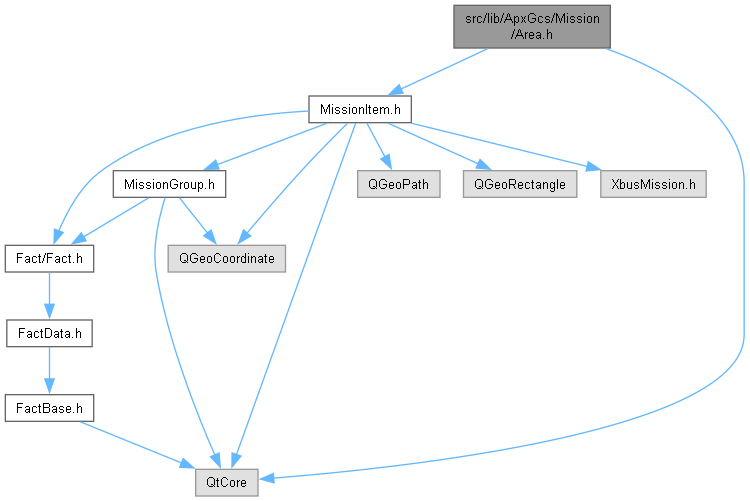 src/lib/ApxGcs/Mission
/Area.h
MissionItem.h
MissionGroup.h
QGeoPath
QGeoRectangle
XbusMission.h
Fact/Fact.h
QGeoCoordinate
FactData.h
FactBase.h
QtCore